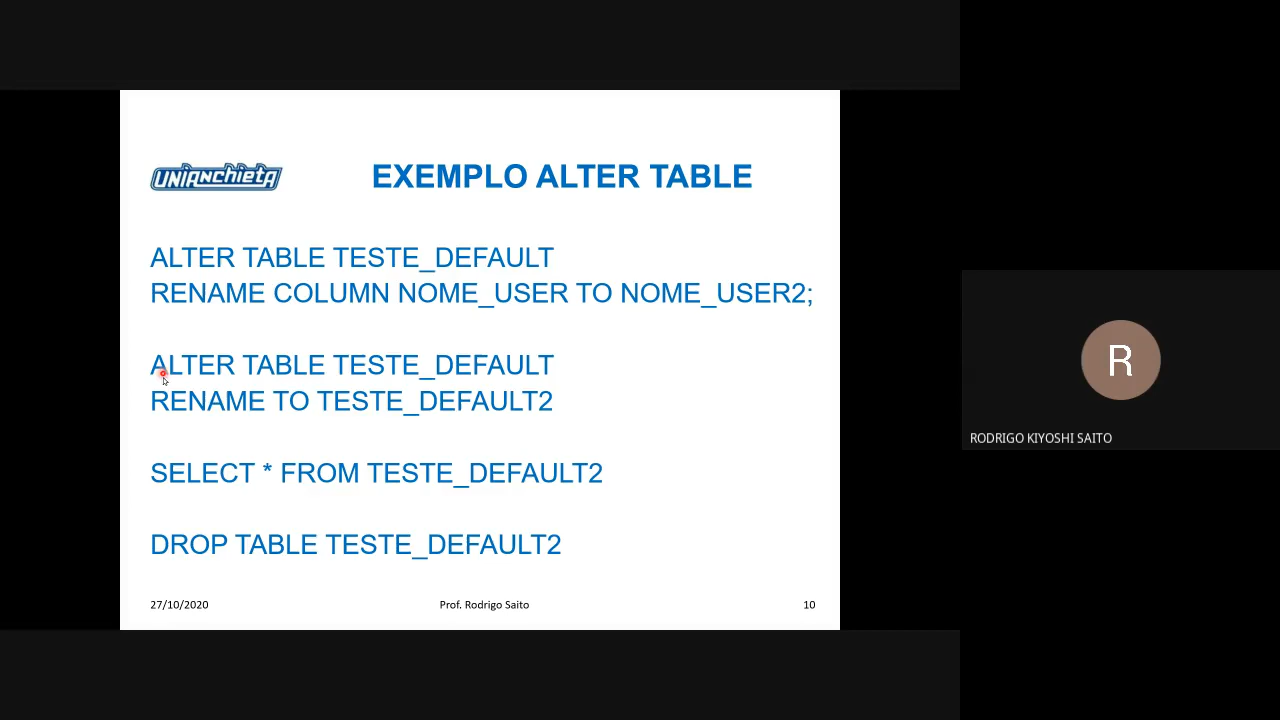 UNIANCHIETA
EXEMPLO ALTER TABLE
ALTER TABLE TESTE_DEFAULT
RENAME COLUMN NOME_USER TO NOME_USER2;
ALTER TABLE TESTE_DEFAULT
RENAME TO TESTE_DEFAULT2
SELECT * FROM TESTE_DEFAULT2
DROP TABLE TESTE_DEFAULT2
27/10/2020
Prof. Rodrigo Saito
10
R
RODRIGO KIYOSHI SAITO